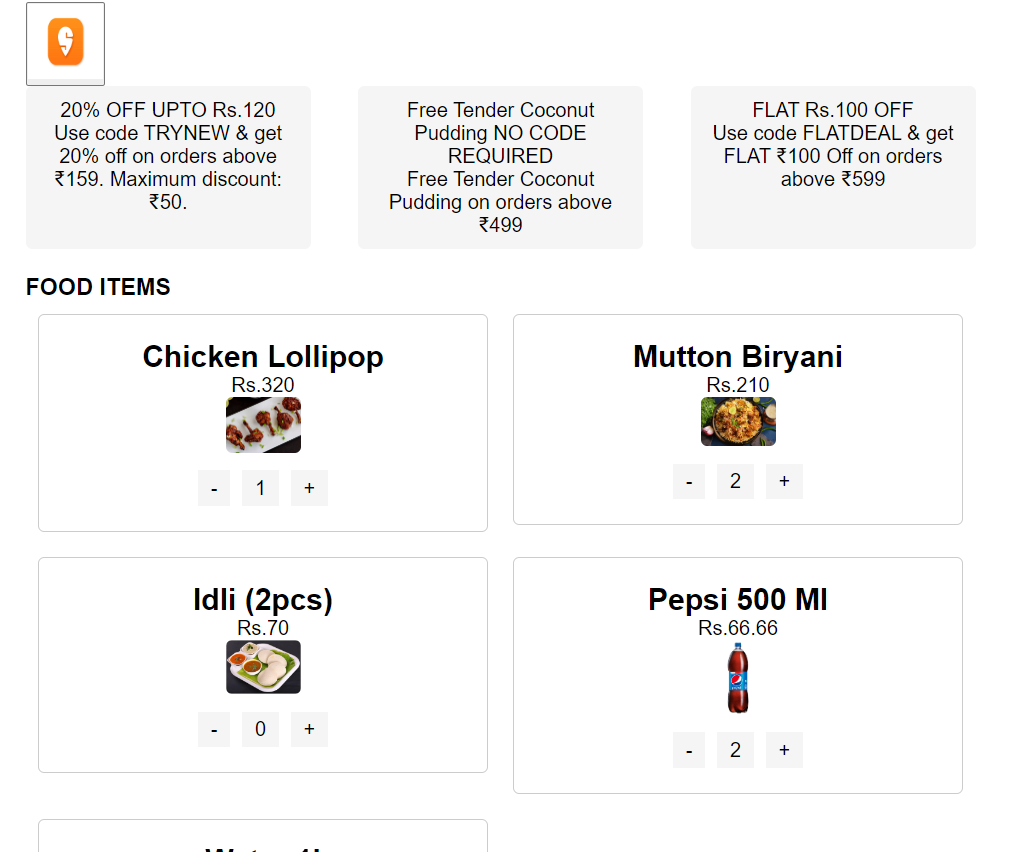 20% OFF UPTO Rs.120
Use code TRYNEW & get
20% off on orders above
₹159. Maximum discount:
₹50.
Free Tender Coconut
Pudding NO CODE
REQUIRED
Free Tender Coconut
Pudding on orders above
₹499
FLAT Rs.100 OFF
Use code FLATDEAL & get
FLAT ₹100 Off on orders
above ₹599
FOOD ITEMS
Chicken Lollipop
Rs.320
- 1 +
Mutton Biryani
Rs.210
- 2 +
Idli (2pcs)
Rs.70
- 0 +
Pepsi 500 Ml
Rs.66.66
- 2 +